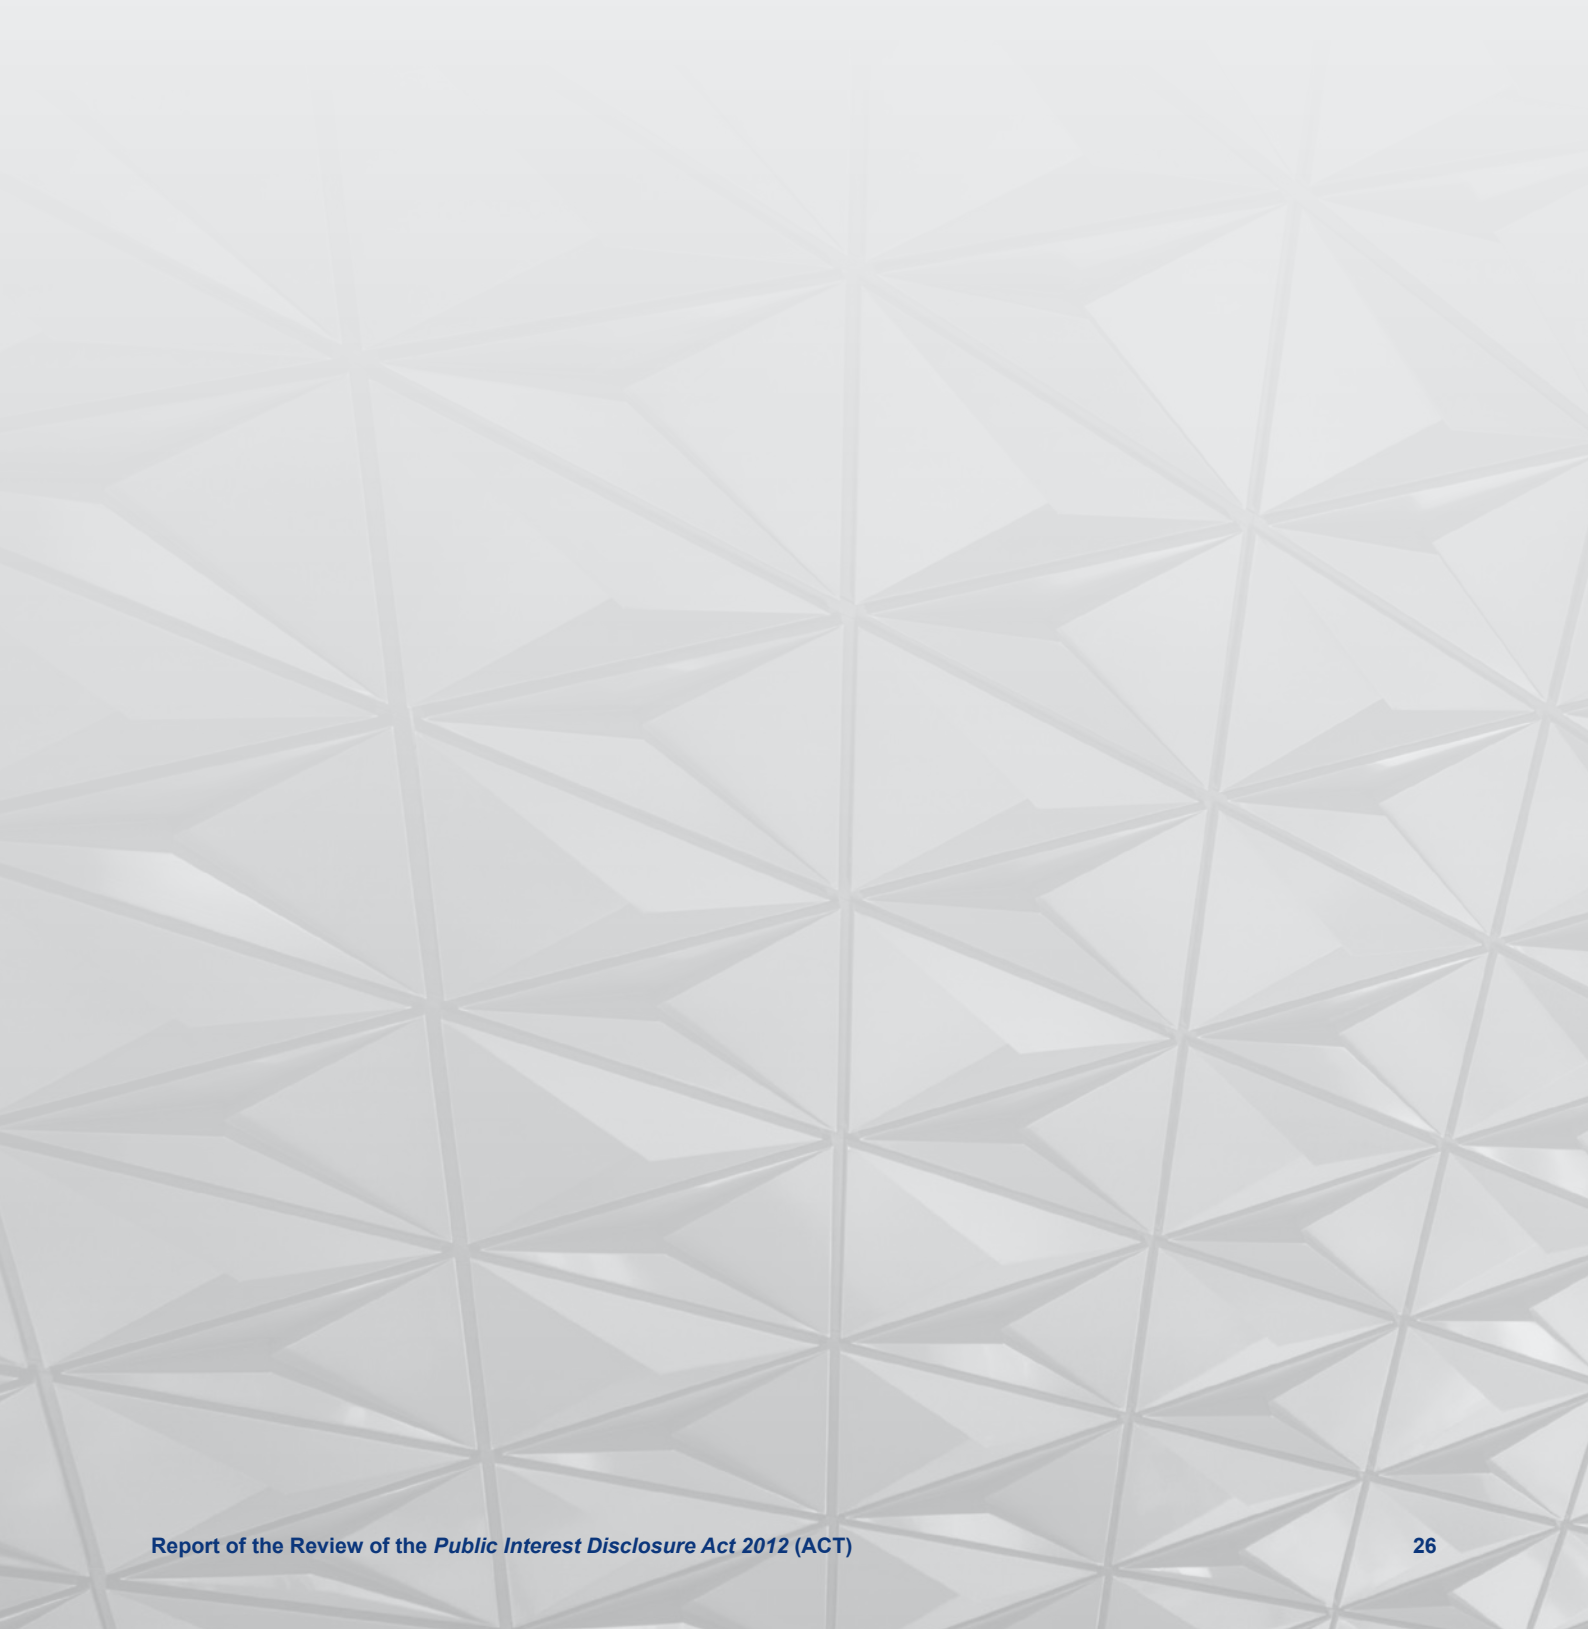 Report of the Review of the Public Interest Disclosure Act 2012 (ACT) 26